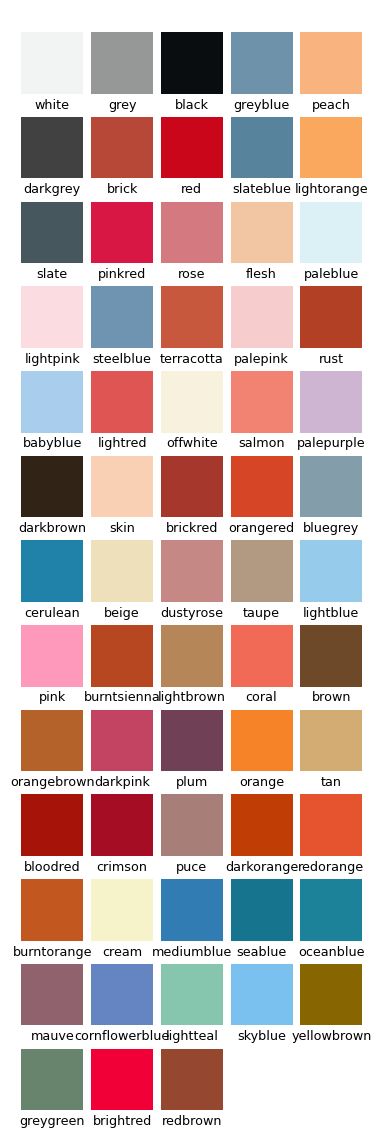 white grey black greyblue peach
darkgrey brick red slateblue lightorange
slate pinkred rose flesh paleblue
lightpink steelblue terracotta palepink rust
babyblue lightred offwhite salmon palepurple
darkbrown skin brickred orangered bluegrey
cerulean beige dustyrose taupe lightblue
pink burntsienna lightbrown coral brown
orangebrown darkpink plum orange tan
bloodred crimson puce darkorange redorange
burntorange cream mediumblue seablue oceanblue
mauve cornflowerblue lightteal skyblue yellowbrown
greygreen brightred redbrown